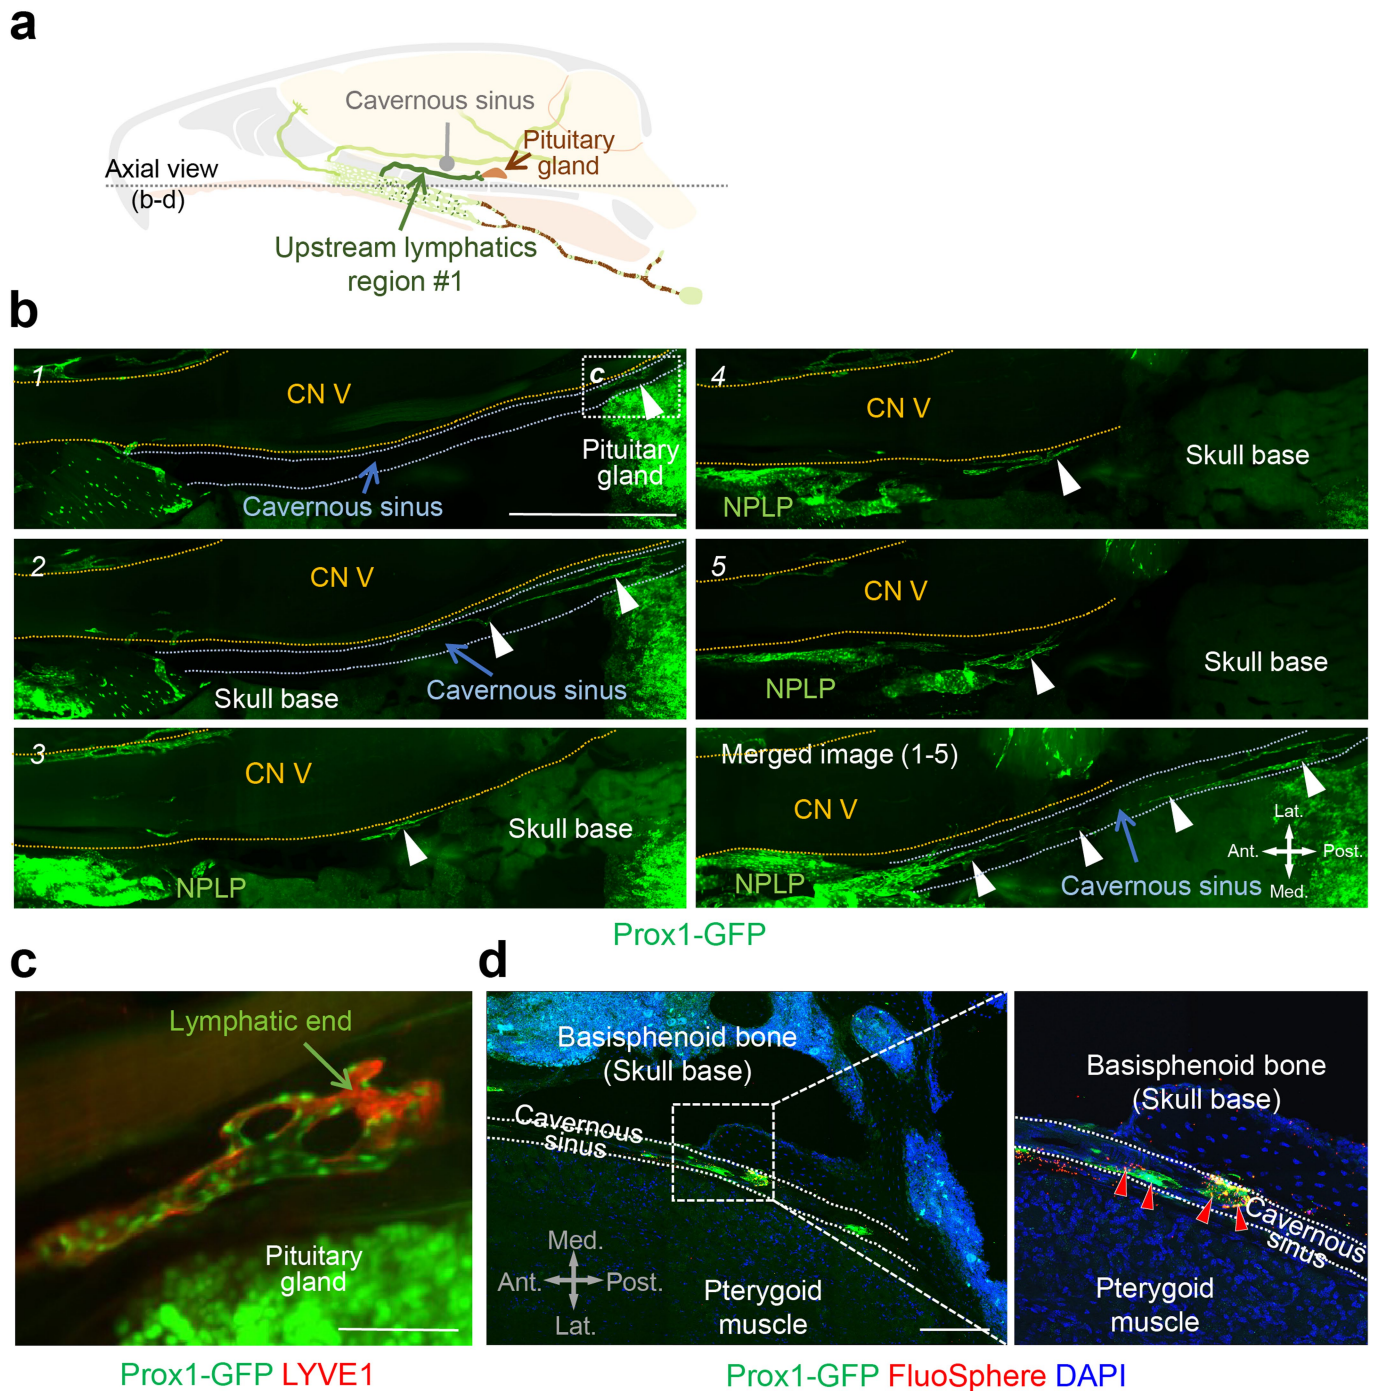 a
Cavernous sinus
Pituitary
gland
Axial view
(b-d)
Upstream lymphatics
region #1
b
1
CN V
c
Pituitary
gland
Cavernous sinus
2
CN V
Cavernous sinus
Skull base
3
CN V
Skull base
NPLP
4
CN V
Skull base
NPLP
5
CN V
Skull base
NPLP
Merged image (1-5)
CN V
Lat.
Ant.
Post.
Med.
NPLP
Cavernous sinus
Prox1-GFP
c
Lymphatic end
Pituitary
gland
Prox1-GFP LYVE1
d
Basisphenoid bone
(Skull base)
Cavernous
sinus
Med.
Ant.
Post.
Lat.
Pterygoid
muscle
Basisphenoid bone
(Skull base)
Cavernous
sinus
Pterygoid
muscle
Prox1-GFP FluoSphere DAPI